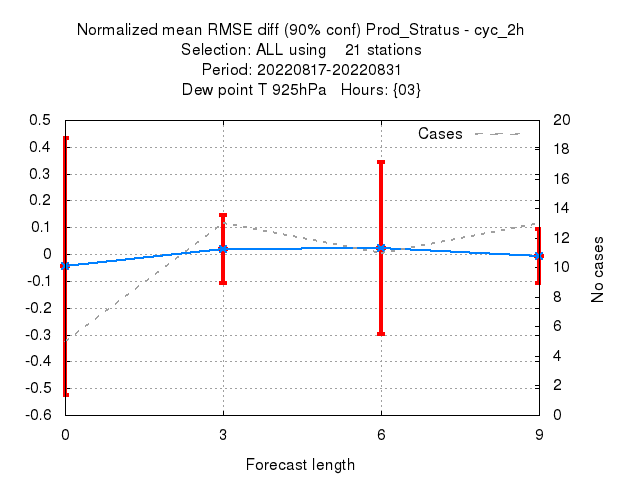 Normalized mean RMSE diff (90% conf) Prod_Stratus - cyc_2h
Selection: ALL using 21 stations
Period: 20220817-20220831
Dew point T 925hPa Hours: {03}
Cases
0.5
0.4
0.3
0.2
0.1
0
-0.1
-0.2
-0.3
-0.4
-0.5
-0.6
20
18
16
14
12
10
8
6
4
2
0
No cases
0 3 6 9
Forecast length